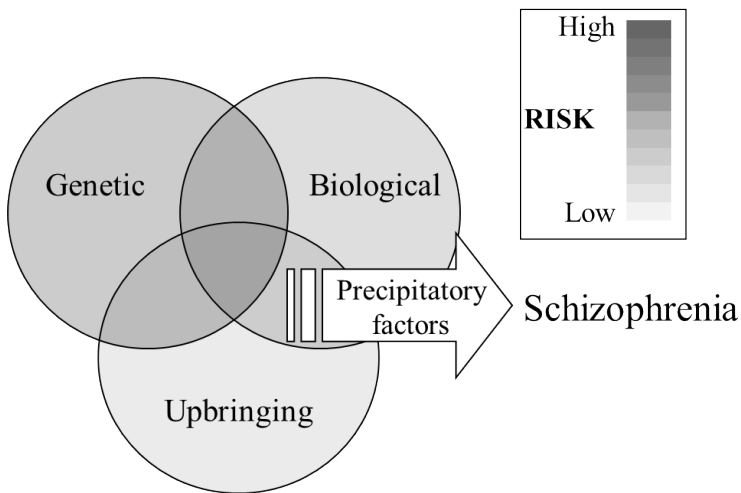 High
RISK
Low
Genetic
Biological
Precipitatory
factors
Schizophrenia
Upbringing